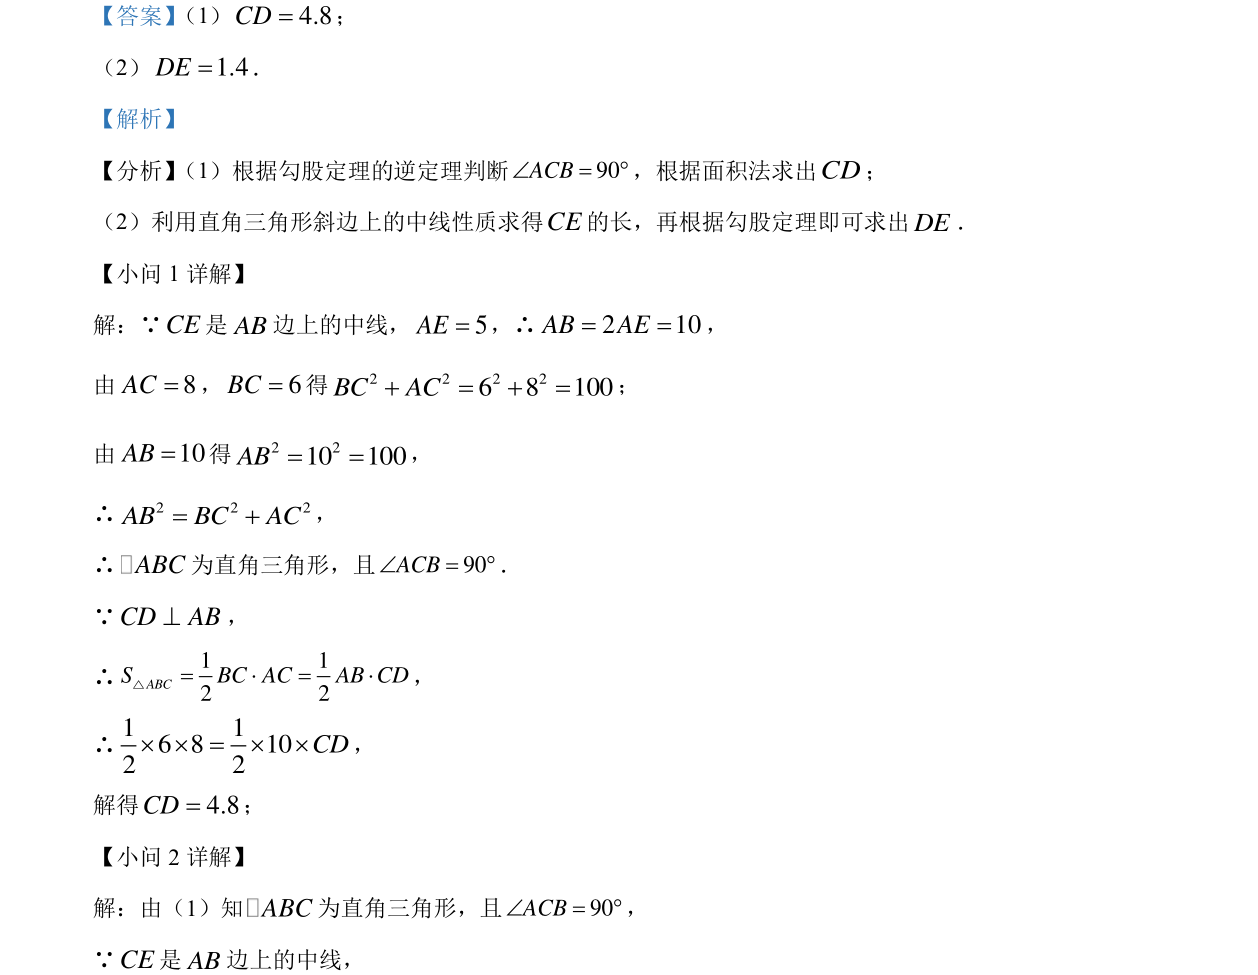 【答案】（1）CD = 4.8；
（2）DE = 1.4．
【解析】
【分析】（1）根据勾股定理的逆定理判断∠ACB = 90°，根据面积法求出CD；
（2）利用直角三角形斜边上的中线性质求得CE的长，再根据勾股定理即可求出DE．
【小问1详解】
解：∵CE是AB边上的中线，AE = 5，∴AB = 2AE = 10，
由AC = 8，BC = 6得BC² + AC² = 6² + 8² = 100；
由AB = 10得AB² = 10² = 100，
∴AB² = BC² + AC²，
∴□ABC为直角三角形，且∠ACB = 90°．
∵CD ⊥ AB，
∴S△ABC = 1/2 BC · AC = 1/2 AB · CD，
∴1/2 × 6 × 8 = 1/2 × 10 × CD，
解得CD = 4.8；
【小问2详解】
解：由（1）知□ABC为直角三角形，且∠ACB = 90°，
∵CE是AB边上的中线，